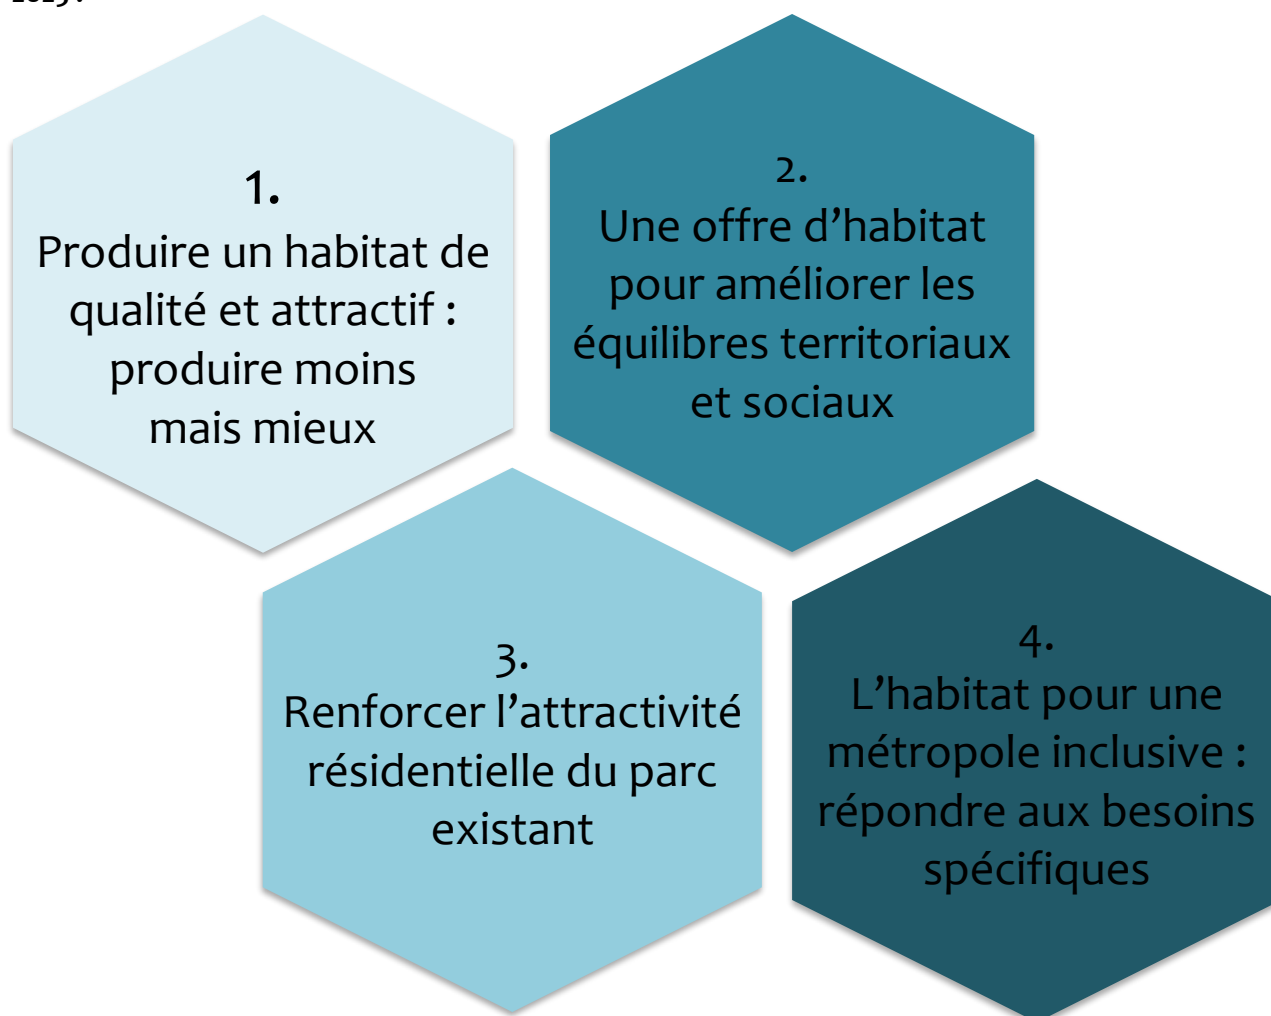 1.
Produire un habitat de
qualité et attractif :
produire moins
mais mieux
2.
Une offre d’habitat
pour améliorer les
équilibres territoriaux
et sociaux
3.
Renforcer l’attractivité
résidentielle du parc
existant
4.
L’habitat pour une
métropole inclusive :
répondre aux besoins
spécifiques